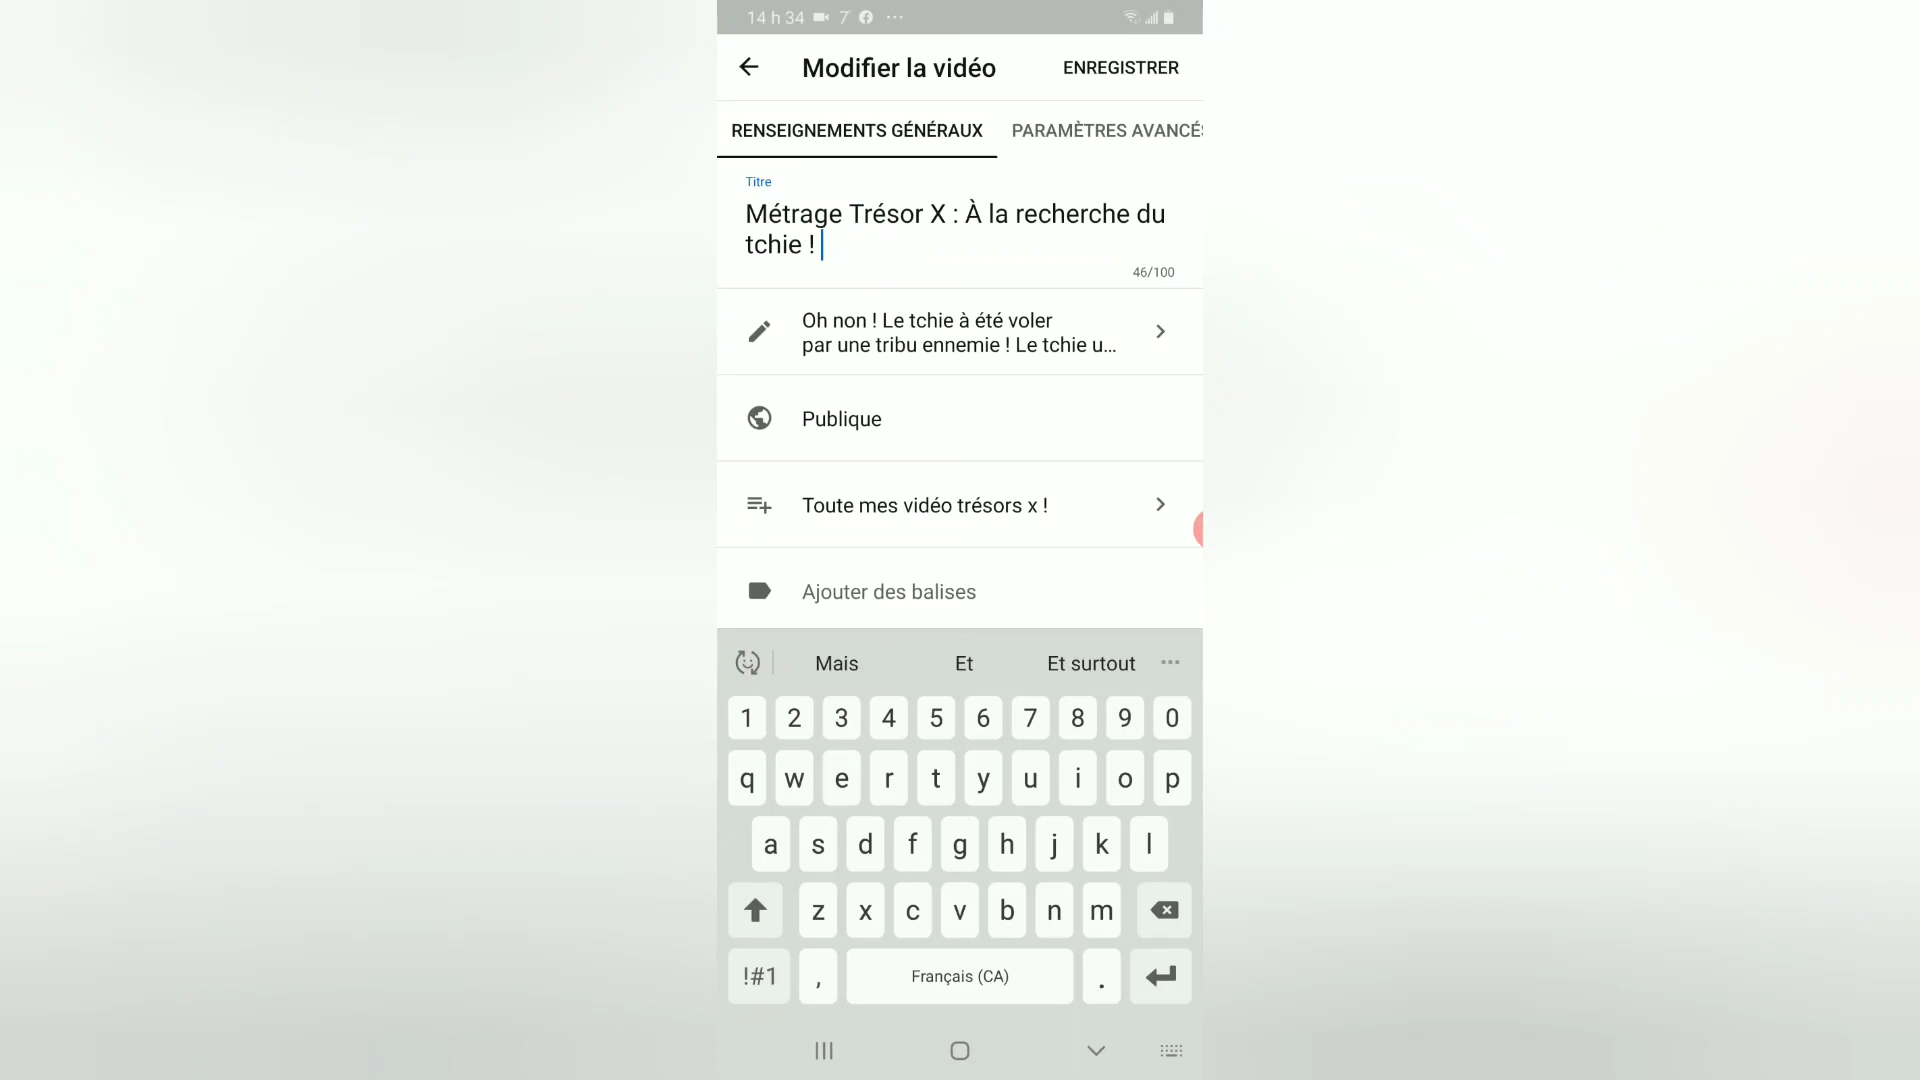 14 h 34 7
Modifier la vidéo ENREGISTRER
RENSEIGNEMENTS GÉNÉRAUX PARAMÈTRES AVANCÉS
Titre
Métrage Trésor X : À la recherche du
tchie !
46/100
Oh non ! Le tchie à été voler
par une tribu ennemie ! Le tchie u...
Publique
Toute mes vidéo trésors x !
Ajouter des balises
Mais Et Et surtout
1 2 3 4 5 6 7 8 9 0
q w e r t y u i o p
a s d f g h j k l
z x c v b n m
!#1 , Français (CA) .